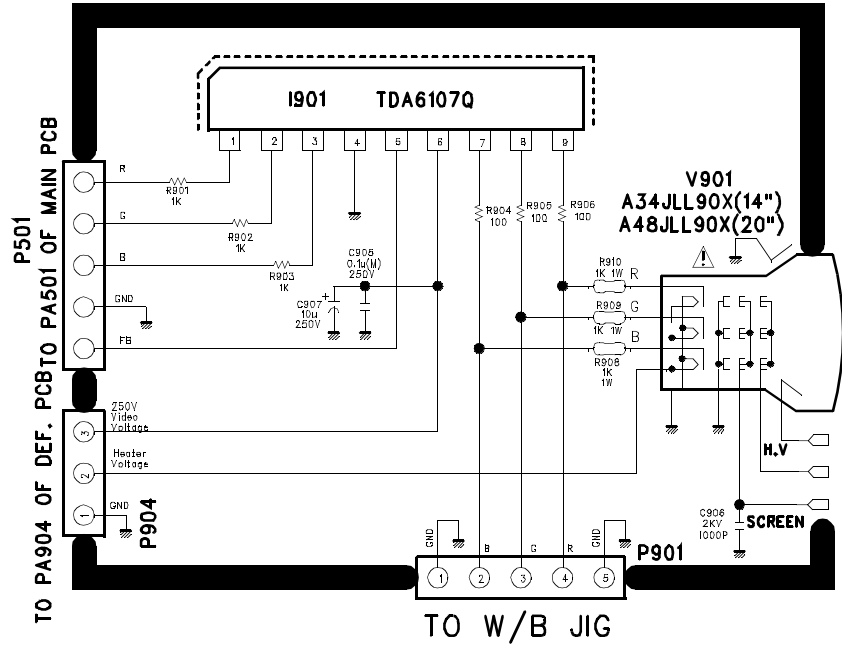 I901 TDA6107Q
1 2 3 4 5 6 7 8 9
P501
TO PA501 OF MAIN PCB
R
R901
1K
G
R902
1K
B
R903
1K
GND
FB
C905
0.1u(M)
250V
C907
+
10u
250V
R904
100
R905
100
R906
100
V901
A34JLL90X(14")
A48JLL90X(20")
!
R910
1K 1W
R
R909
1K 1W
G
R908
1K
1W
B
TO PA904 OF DEF. PCB
P904
250V
Video
Voltage
3
Heater
Voltage
2
GND
1
H.V
C906
2KV
1000P
SCREEN
GND
B
G
R
GND
P901
1 2 3 4 5
TO W/B JIG